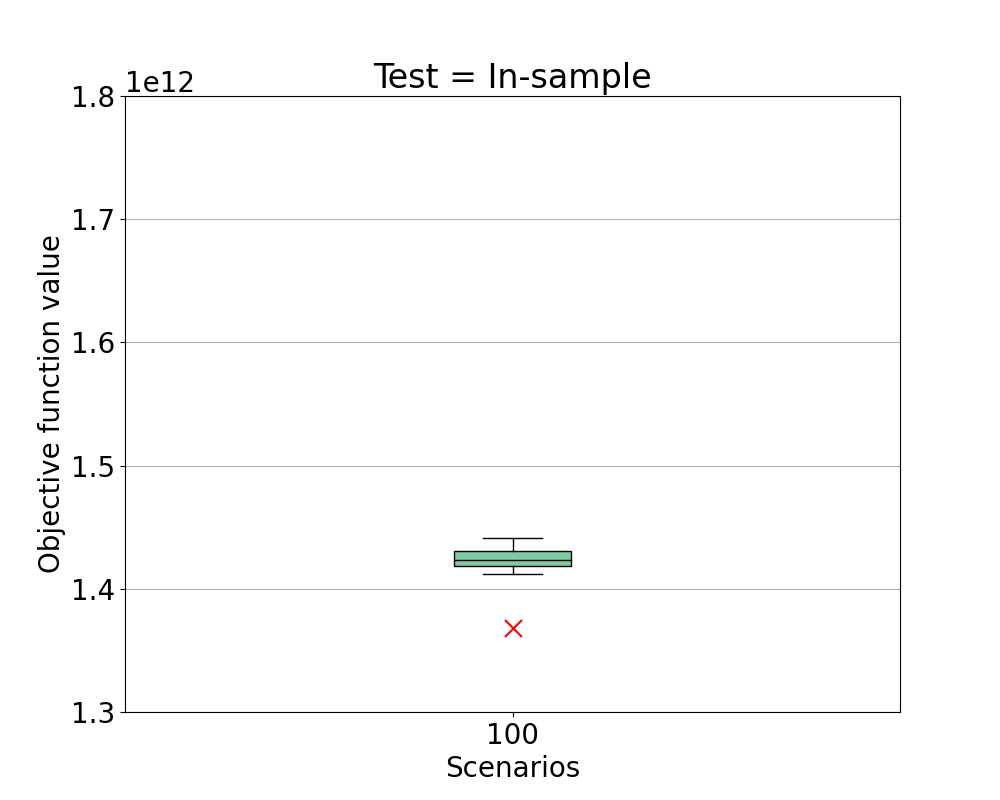 Test = In-sample
1e12
1.8
1.7
1.6
1.5
1.4
1.3
Objective function value
100
Scenarios